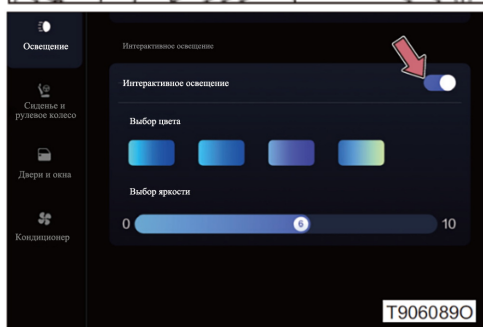 Освещение
Интерактивное освещение
Интерактивное освещение
Сиденье и
рулевое колесо
Выбор цвета
Двери и окна
Выбор яркости
0 6 10
Кондиционер
T906089O